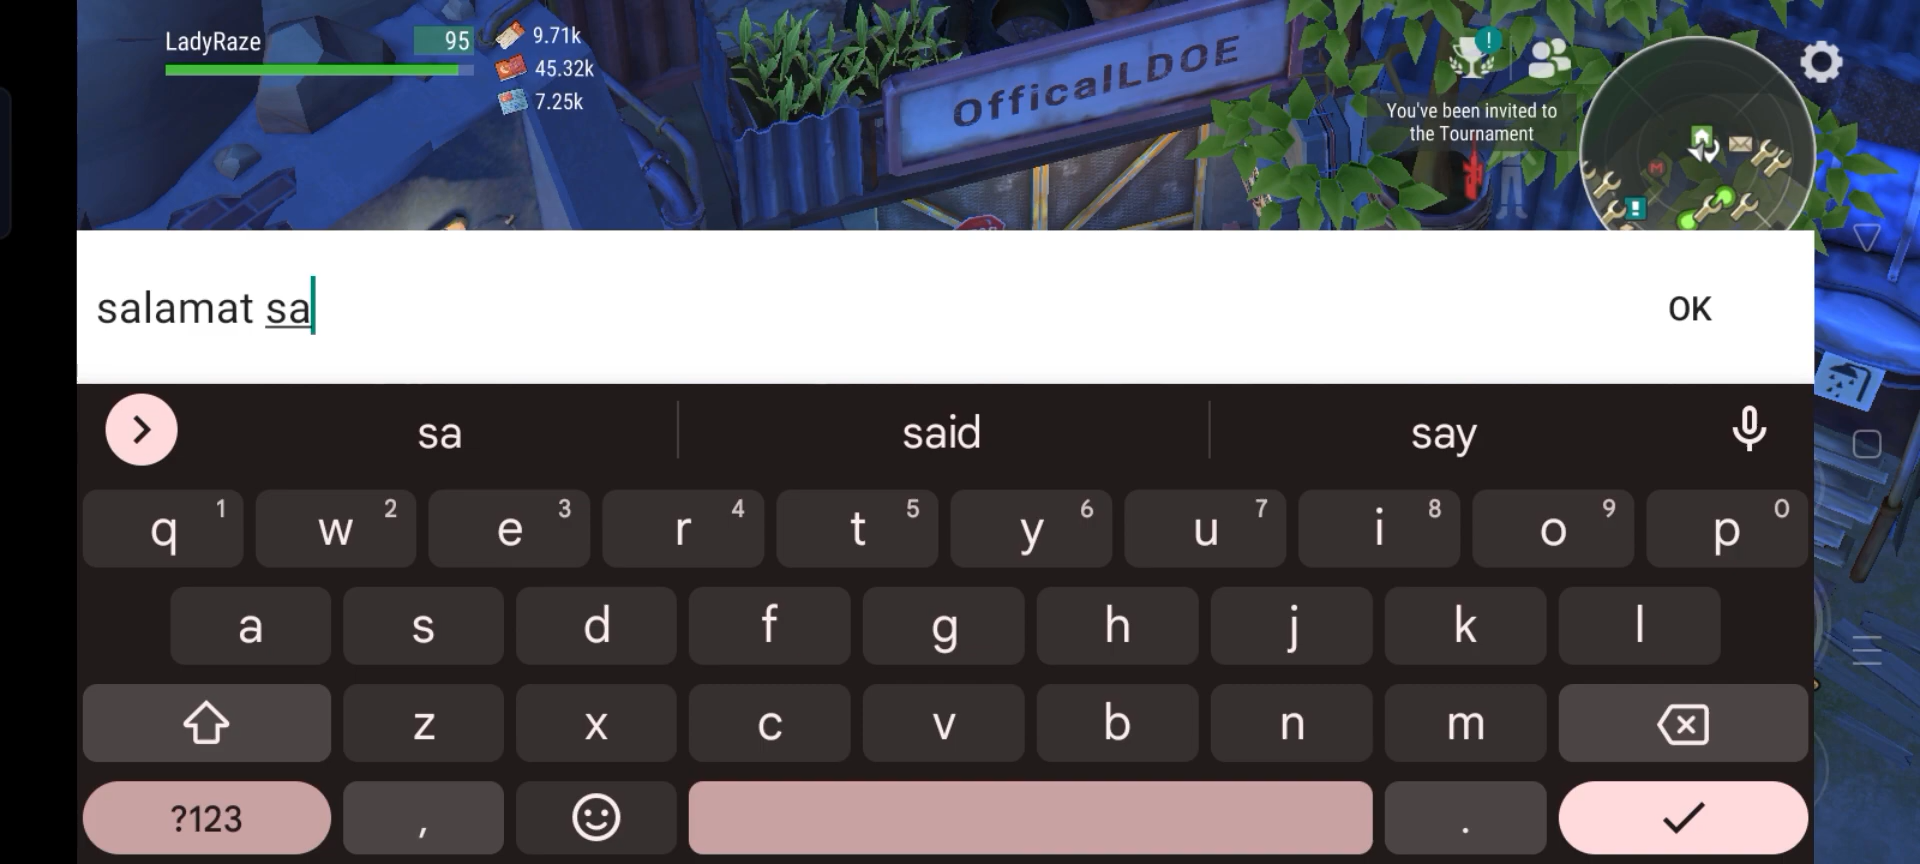 LadyRaze
95
9.71k
45.32k
7.25k
OfficalLDOE
You've been invited to
the Tournament
salamat sa
OK
sa said say
q 1 w 2 e 3 r 4 t 5 y 6 u 7 i 8 o 9 p 0
a s d f g h j k l
z x c v b n m
?123 , .